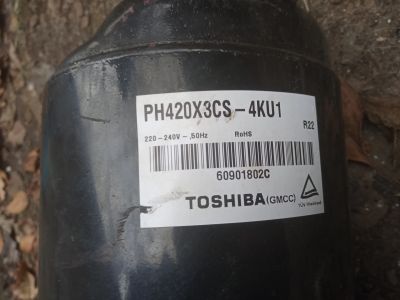 PH420X3CS-4KU1
220-240V~,50Hz RoHS R22
60901802C
TOSHIBA (GMCC)